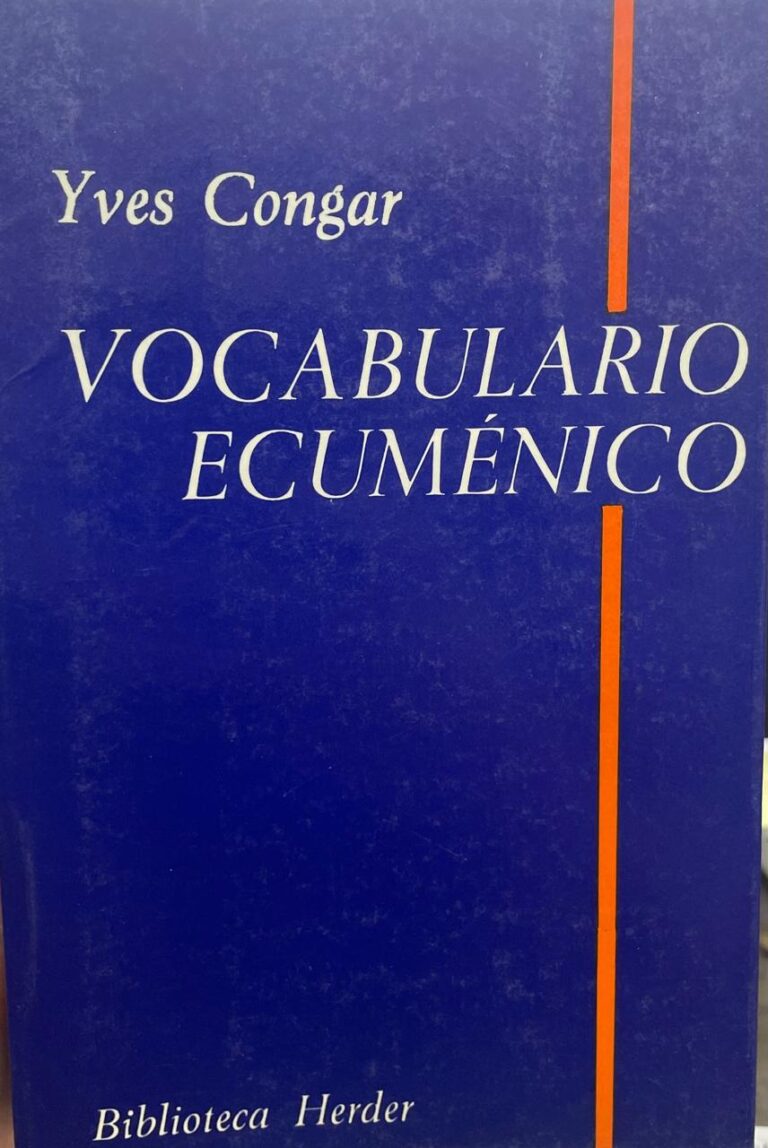 Yves Congar
VOCABULARIO
ECUMÉNICO
Biblioteca Herder